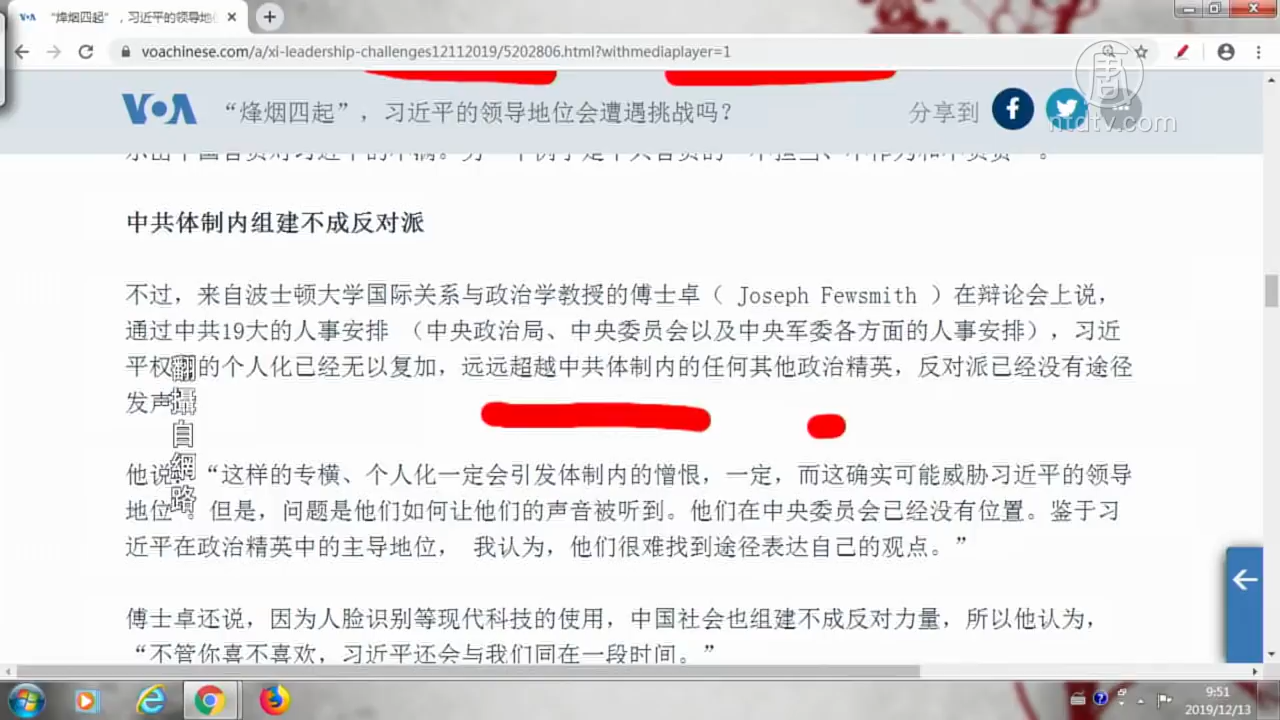 "烽烟四起"，习近平的领导地位
voachinese.com/a/xi-leadership-challenges12112019/5202806.html?withmediaplayer=1
VOA
“烽烟四起”，习近平的领导地位会遭遇挑战吗?
分享到
ntdtv.com
中共体制内组建不成反对派
不过，来自波士顿大学国际关系与政治学教授的傅士卓（ Joseph Fewsmith ）在辩论会上说，
通过中共19大的人事安排 （中央政治局、中央委员会以及中央军委各方面的人事安排），习近
平权 的个人化已经无以复加，远远超越中共体制内的任何其他政治精英，反对派已经没有途径
发声
他说 “这样的专横、个人化一定会引发体制内的憎恨，一定，而这确实可能威胁习近平的领导
地位 。但是，问题是他们如何让他们的声音被听到。他们在中央委员会已经没有位置。鉴于习
近平在政治精英中的主导地位， 我认为，他们很难找到途径表达自己的观点。”
傅士卓还说，因为人脸识别等现代科技的使用，中国社会也组建不成反对力量，所以他认为，
“不管你喜不喜欢，习近平还会与我们同在一段时间。”
翻攝自網路
9:51
2019/12/13